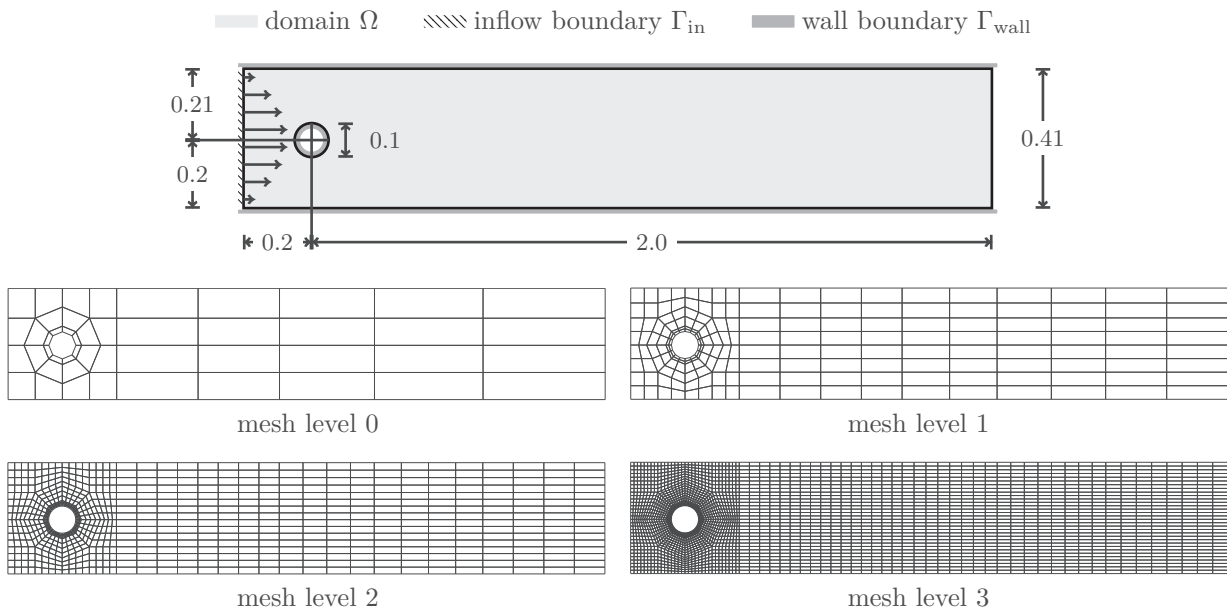 domain Ω inflow boundary Γin wall boundary Γwall
0.21
0.1
0.41
0.2
0.2 2.0
mesh level 0 mesh level 1
mesh level 2 mesh level 3